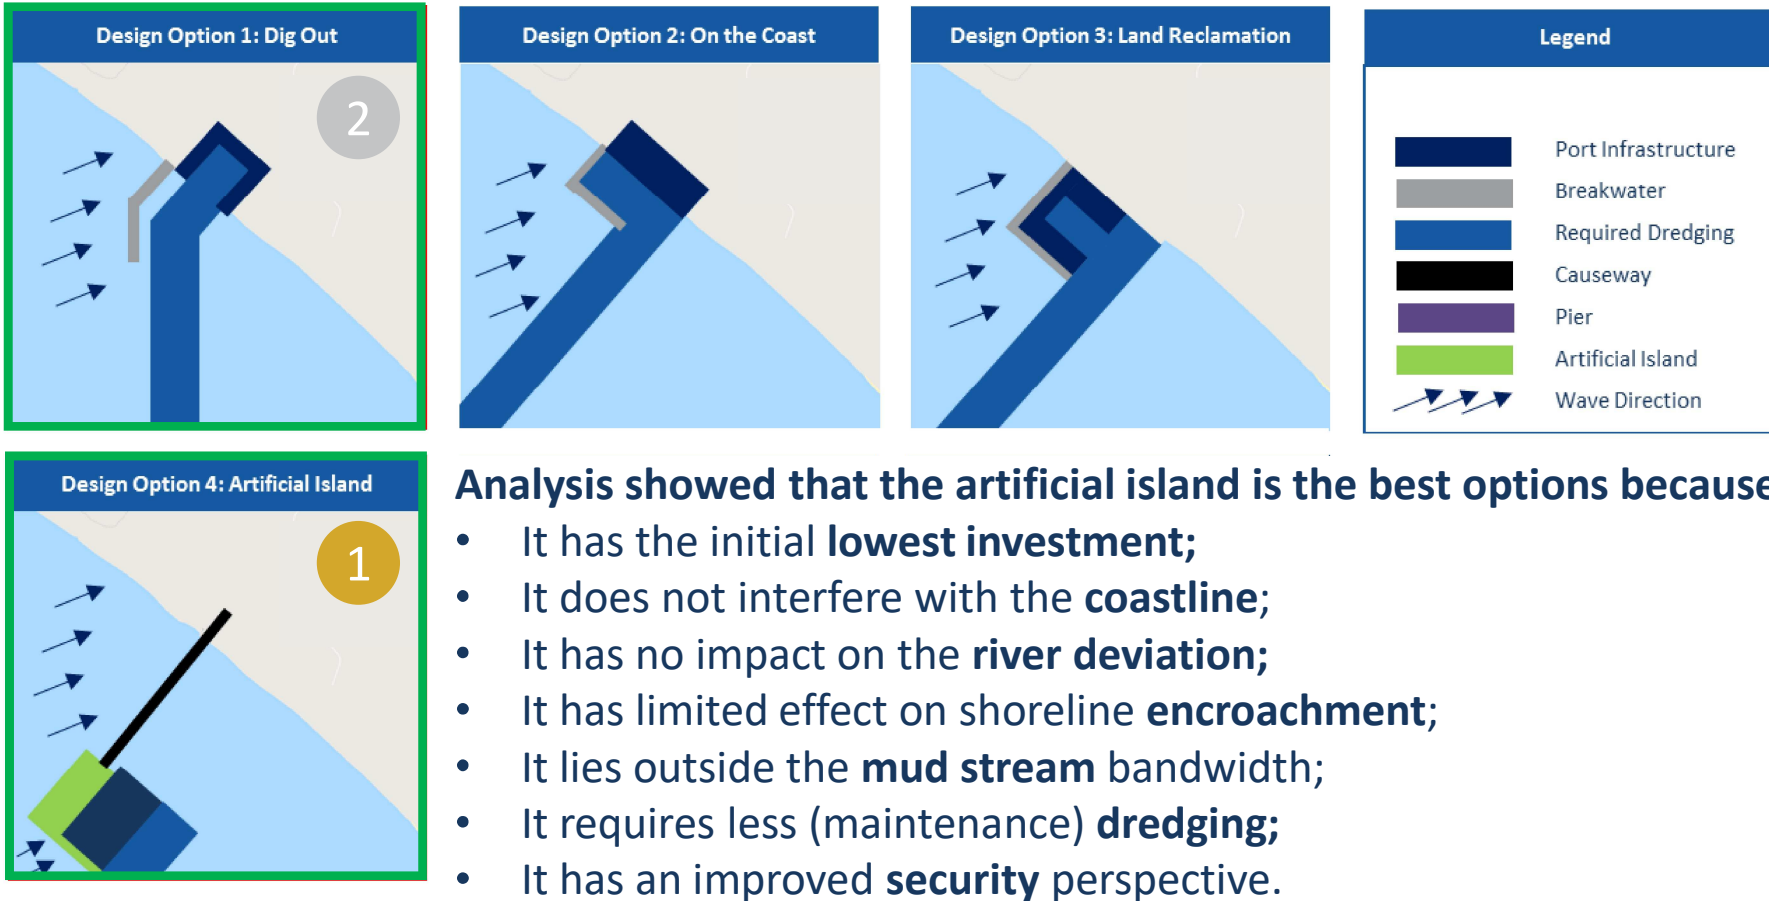 Design Option 1: Dig Out
2
Design Option 2: On the Coast
Design Option 3: Land Reclamation
Legend
Port Infrastructure
Breakwater
Required Dredging
Causeway
Pier
Artificial Island
Wave Direction
Design Option 4: Artificial Island
1
Analysis showed that the artificial island is the best options because
• It has the initial lowest investment;
• It does not interfere with the coastline;
• It has no impact on the river deviation;
• It has limited effect on shoreline encroachment;
• It lies outside the mud stream bandwidth;
• It requires less (maintenance) dredging;
• It has an improved security perspective.